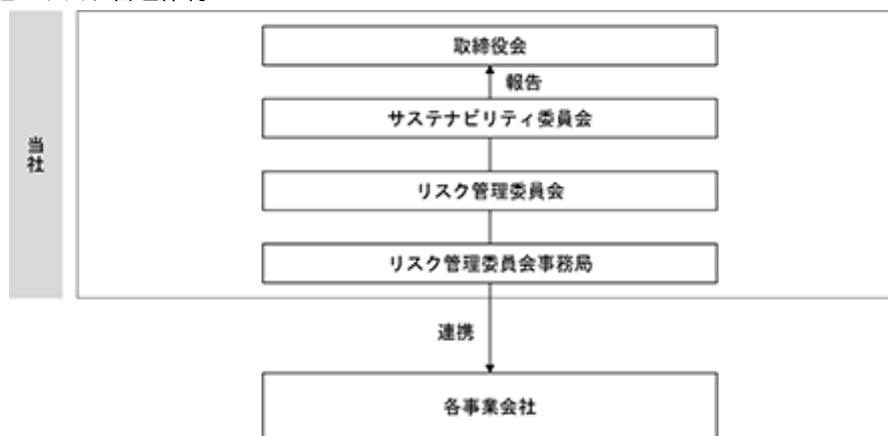 取締役会
報告
サステナビリティ委員会
当社
リスク管理委員会
リスク管理委員会事務局
連携
各事業会社